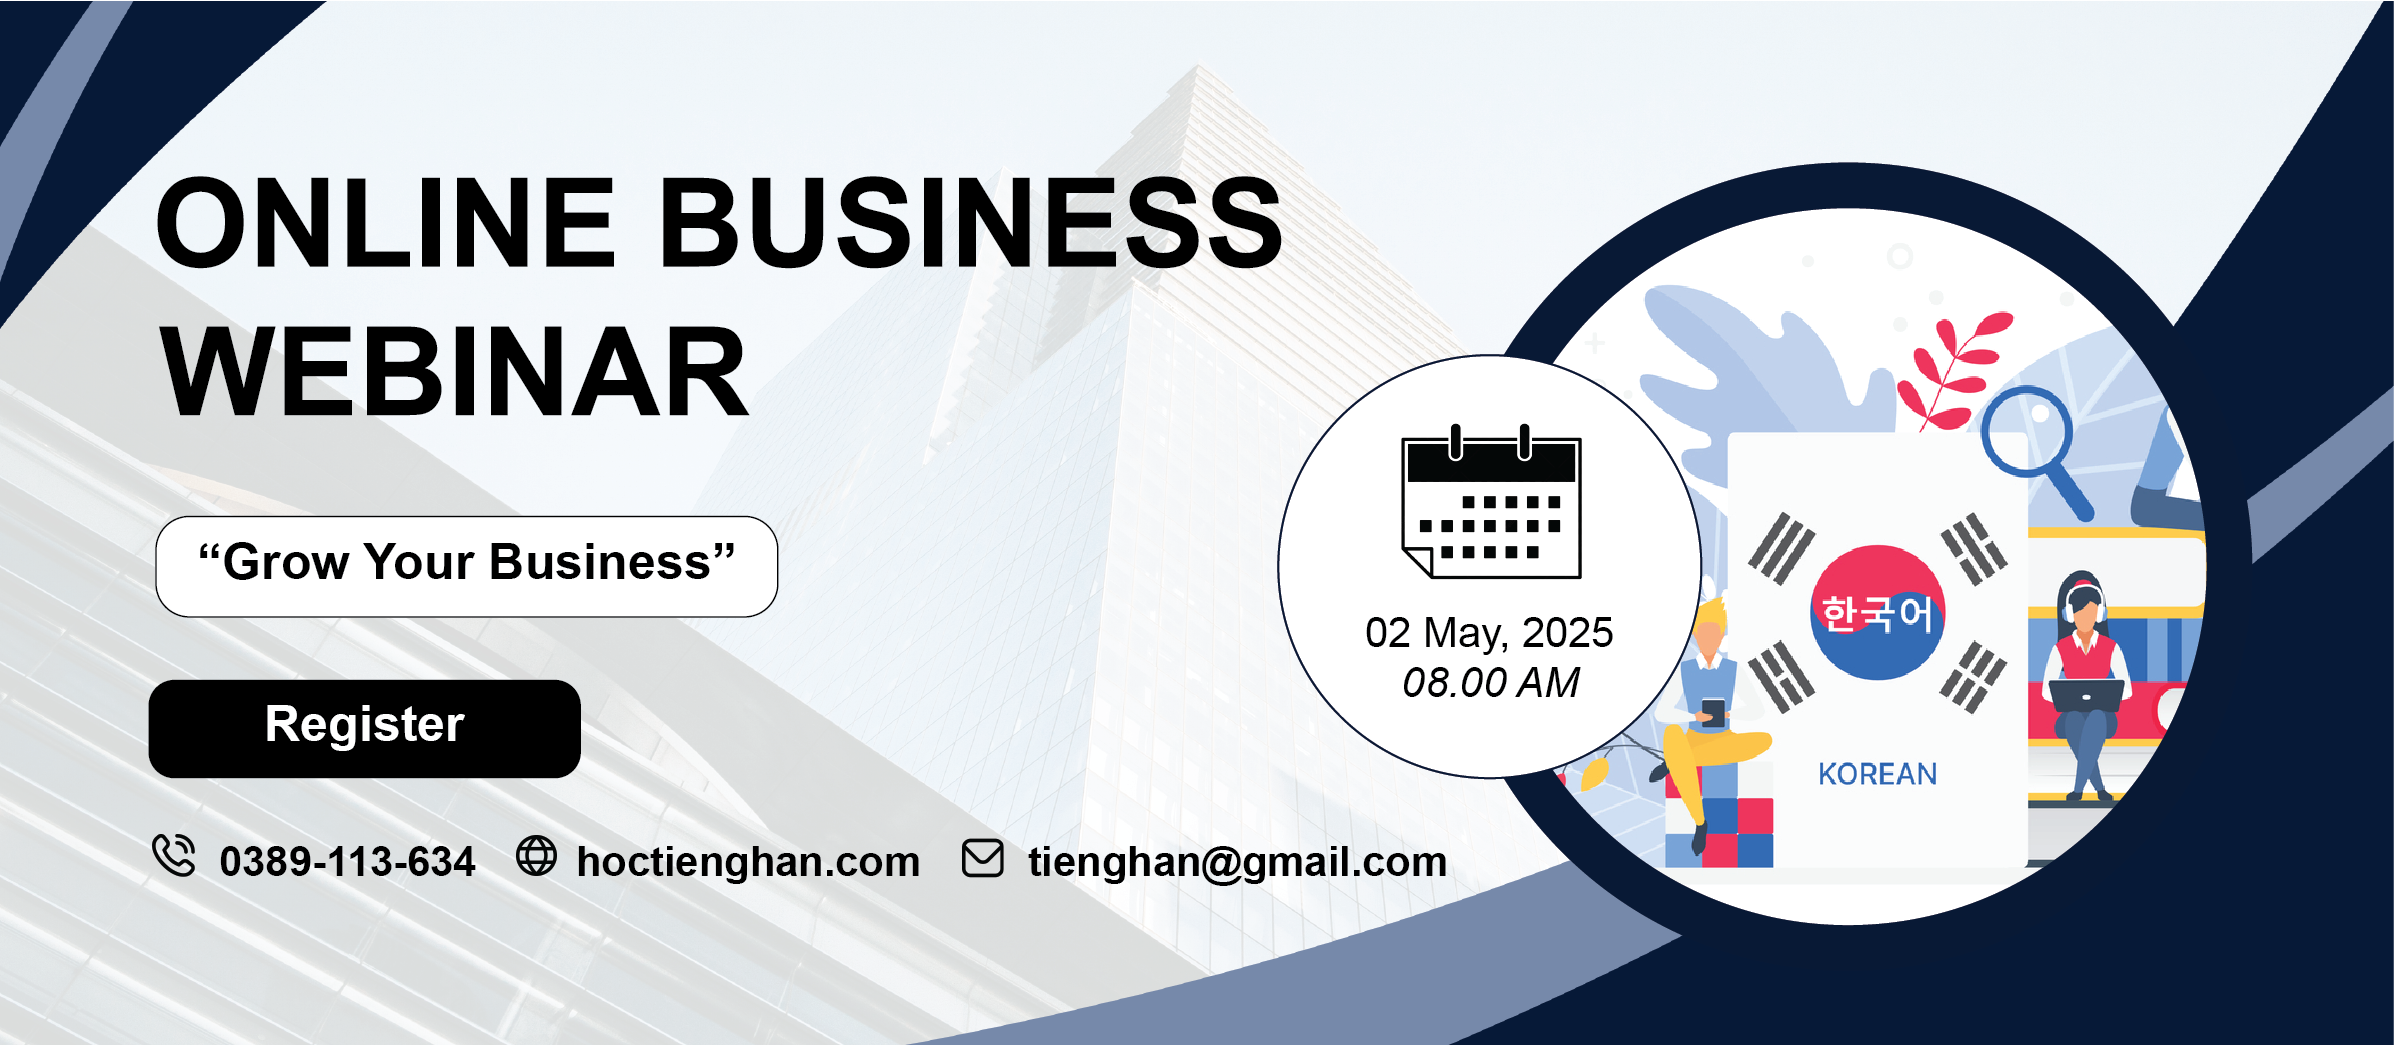 ONLINE BUSINESS
WEBINAR
“Grow Your Business”
Register
0389-113-634 hoctienghan.com tienghan@gmail.com
02 May, 2025
08.00 AM
한국어
KOREAN